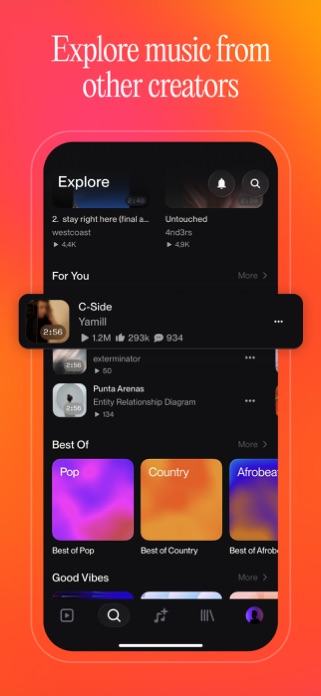 Explore music from
other creators
Explore
2:40
2. stay right here (final a...
westcoast
4,4K
Untouched
4nd3rs
4,9K
For You
More
C-Side
Yamill
2:56
1.2M 293k 934
exterminator
2:56
50
Punta Arenas
Entity Relationship Diagram
2:56
134
Best Of
More
Pop
Country
Afrobeat
Best of Pop
Best of Country
Best of Afrobe
Good Vibes
More